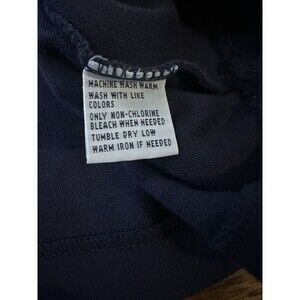 MACHINE WASH WARM
WASH WITH LIKE
COLORS
ONLY NON-CHLORINE
BLEACH WHEN NEEDED
TUMBLE DRY LOW
WARM IRON IF NEEDED